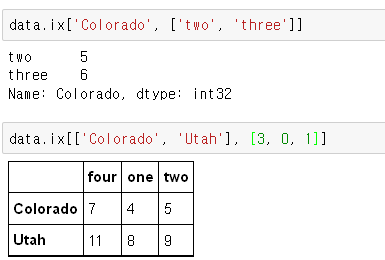 data.ix['Colorado', ['two', 'three']]
two      5
three    6
Name: Colorado, dtype: int32
data.ix[['Colorado', 'Utah'], [3, 0, 1]]
four one two
Colorado 7 4 5
Utah 11 8 9